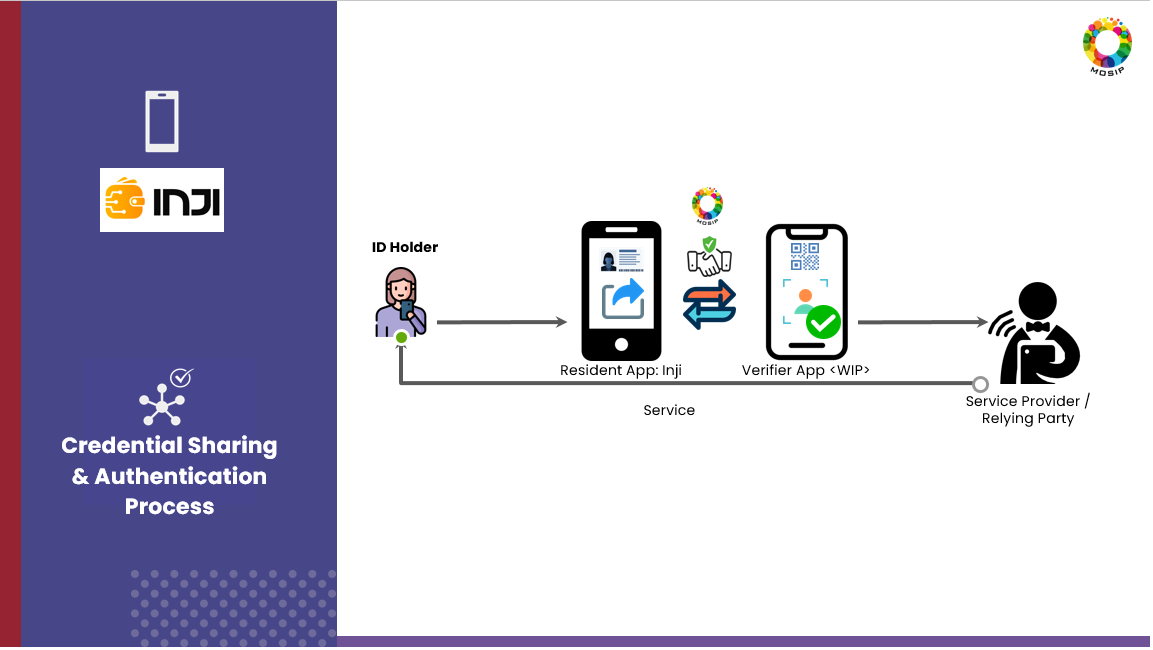 INJI
Credential Sharing
& Authentication
Process
MOSIP
ID Holder
MOSIP
Resident App: Inji
Verifier App <WIP>
Service
Service Provider /
Relying Party